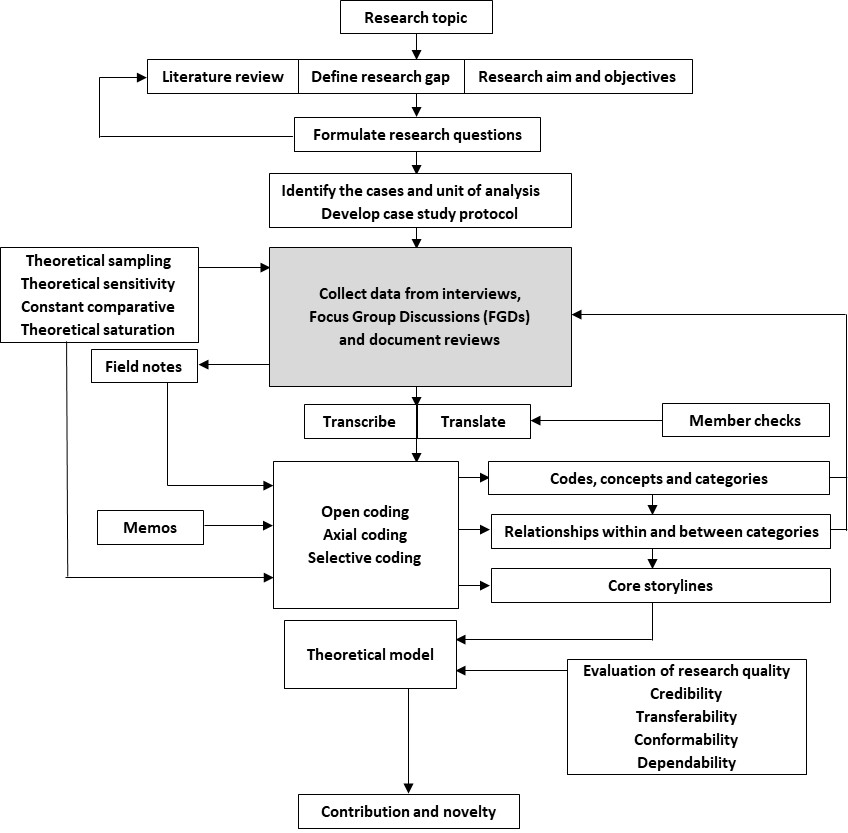 Research topic
Literature review
Define research gap
Research aim and objectives
Formulate research questions
Identify the cases and unit of analysis
Develop case study protocol
Theoretical sampling
Theoretical sensitivity
Constant comparative
Theoretical saturation
Collect data from interviews,
Focus Group Discussions (FGDs)
and document reviews
Field notes
Transcribe
Translate
Member checks
Open coding
Axial coding
Selective coding
Codes, concepts and categories
Memos
Relationships within and between categories
Core storylines
Theoretical model
Evaluation of research quality
Credibility
Transferability
Conformability
Dependability
Contribution and novelty